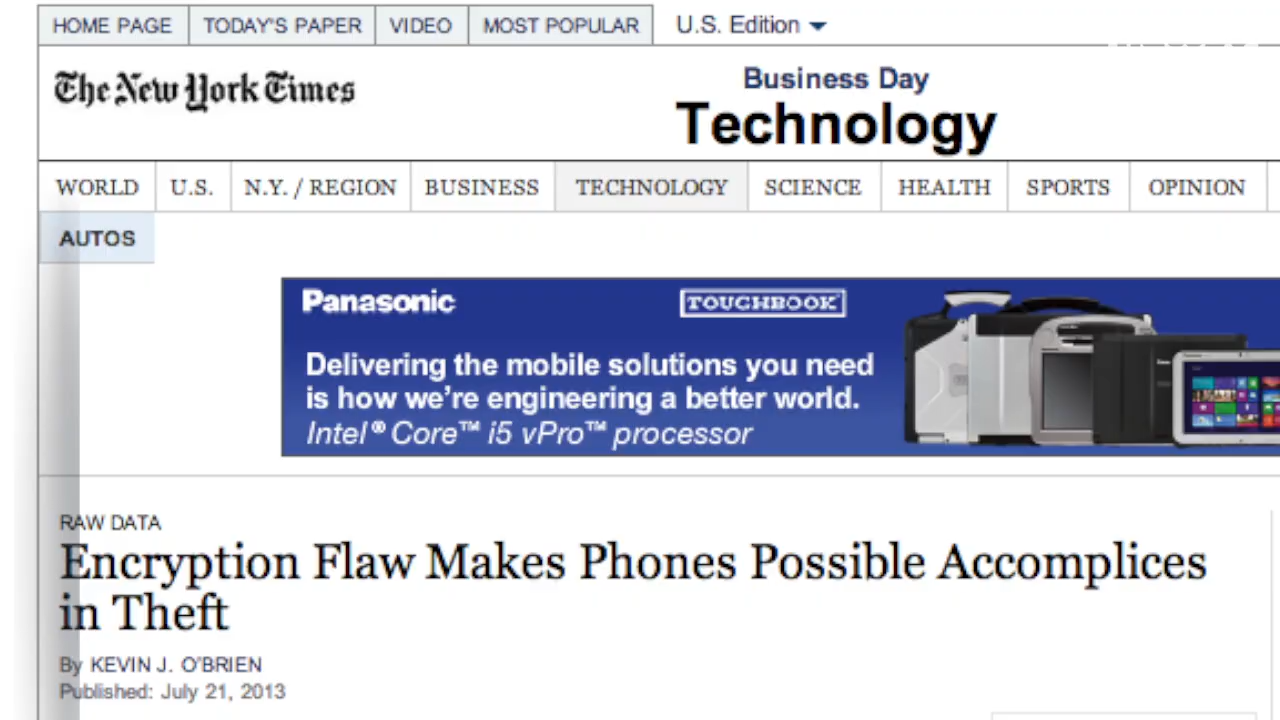 HOME PAGE TODAY'S PAPER VIDEO MOST POPULAR U.S. Edition
The New York Times
Business Day
Technology
WORLD U.S. N.Y. / REGION BUSINESS TECHNOLOGY SCIENCE HEALTH SPORTS OPINION
AUTOS
Panasonic TOUGHBOOK
Delivering the mobile solutions you need
is how we're engineering a better world.
Intel® Core™ i5 vPro™ processor
RAW DATA
Encryption Flaw Makes Phones Possible Accomplices
in Theft
By KEVIN J. O'BRIEN
Published: July 21, 2013